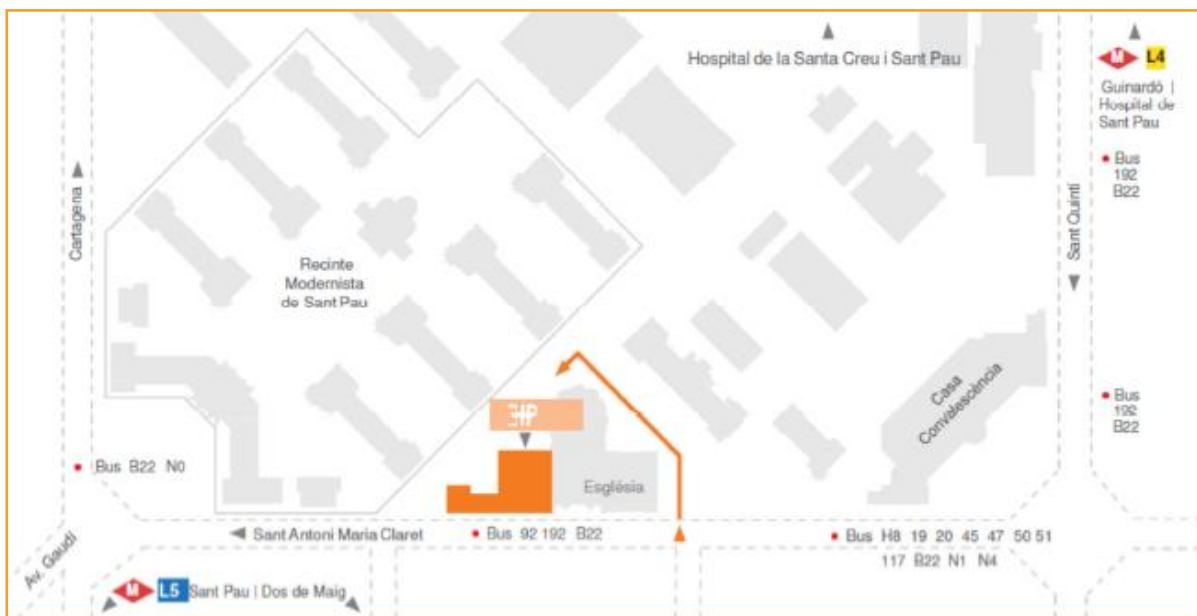 Hospital de la Santa Creu i Sant Pau
M L4
Guinardó |
Hospital de
Sant Pau
Bus
192
B22
Cartagena
Sant Quintí
Recinte
Modernista
de Sant Pau
Casa
Convalescència
Bus
192
B22
Bus B22 N0
Església
Sant Antoni Maria Claret
Bus 92 192 B22
Bus H8 19 20 45 47 50 51
117 B22 N1 N4
Av. Gaudí
M L5 Sant Pau | Dos de Maig